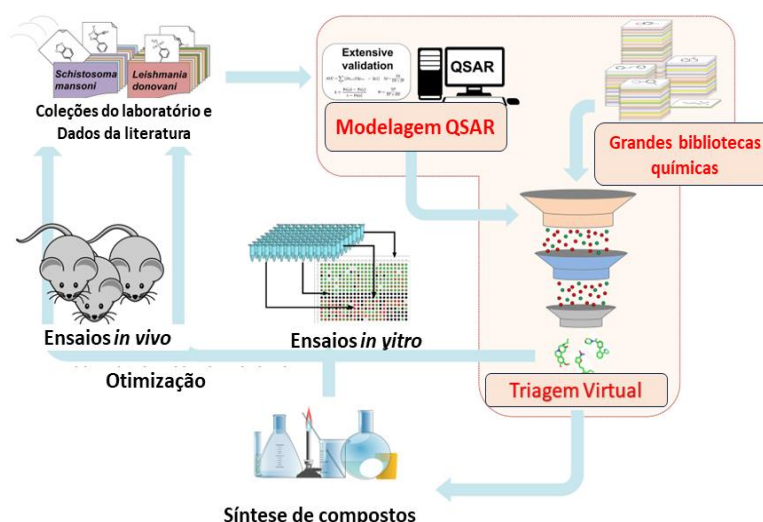 Schistosoma
mansoni
Leishmania
donovani
Coleções do laboratório e
Dados da literatura
Extensive
validation
QSAR
Modelagem QSAR
Grandes bibliotecas
químicas
Ensaios in vivo
Ensaios in yitro
Otimização
Triagem Virtual
Síntese de compostos